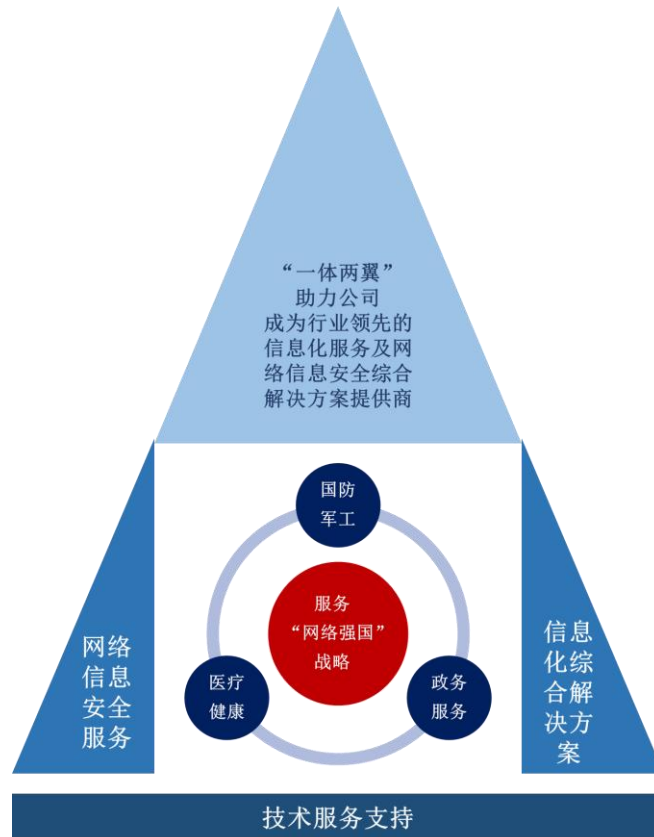 “一体两翼”
助力公司
成为行业领先的
信息化服务及网
络信息安全综合
解决方案提供商
国防
军工
服务
“网络强国”
战略
医疗
健康
政务
服务
网络
信息
安全
服务
信息
化综
合解
决方
案
技术服务支持